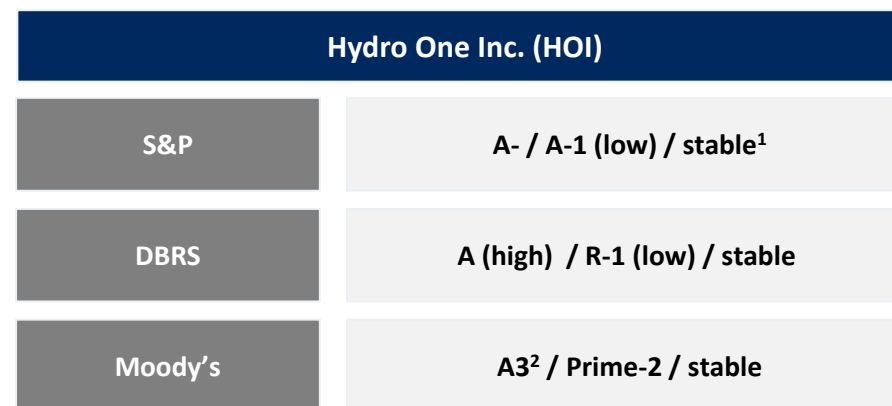 Hydro One Inc. (HOI)
S&P A- / A-1 (low) / stable¹
DBRS A (high) / R-1 (low) / stable
Moody’s A3² / Prime-2 / stable